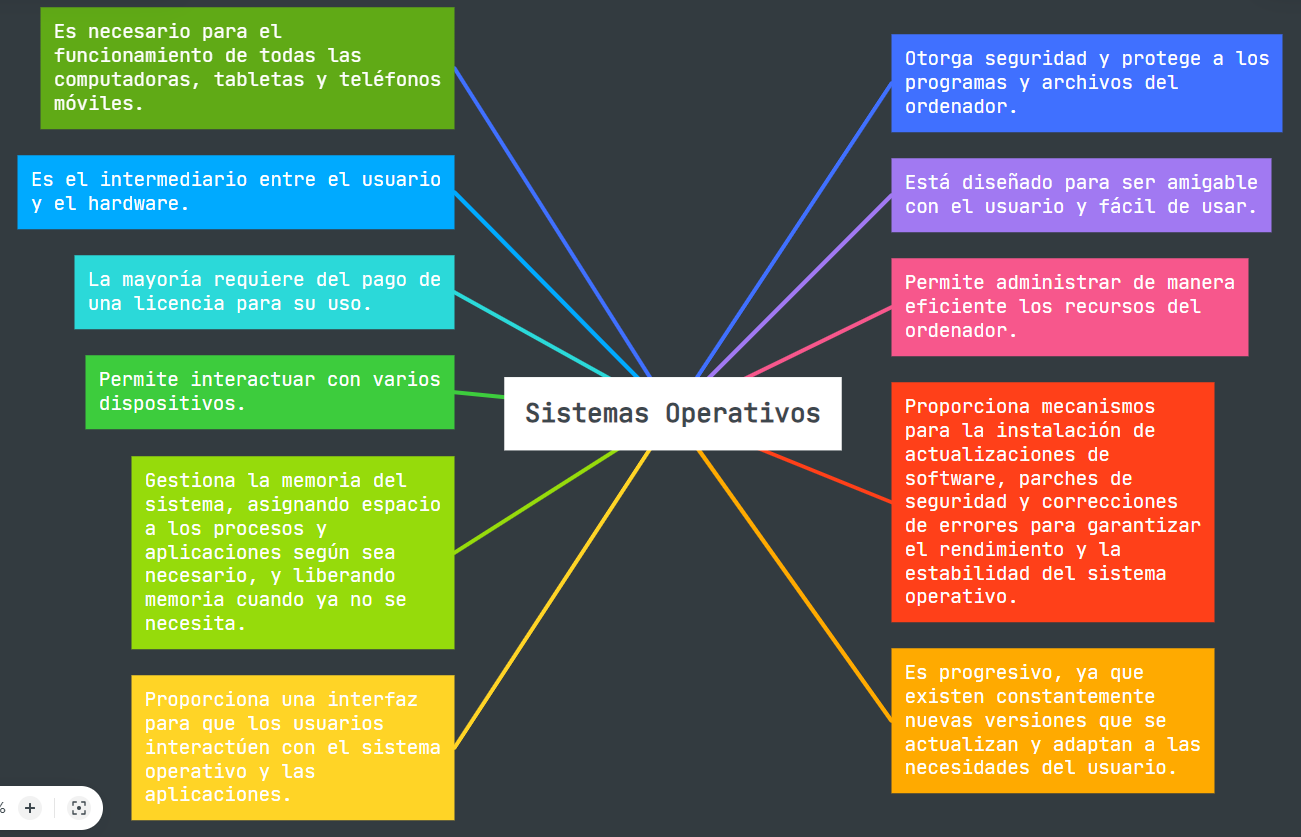 Es necesario para el
funcionamiento de todas las
computadoras, tabletas y teléfonos
móviles.
Es el intermediario entre el usuario
y el hardware.
La mayoría requiere del pago de
una licencia para su uso.
Permite interactuar con varios
dispositivos.
Gestiona la memoria del
sistema, asignando espacio
a los procesos y
aplicaciones según sea
necesario, y liberando
memoria cuando ya no se
necesita.
Proporciona una interfaz
para que los usuarios
interactúen con el sistema
operativo y las
aplicaciones.
Sistemas Operativos
Otorga seguridad y protege a los
programas y archivos del
ordenador.
Está diseñado para ser amigable
con el usuario y fácil de usar.
Permite administrar de manera
eficiente los recursos del
ordenador.
Proporciona mecanismos
para la instalación de
actualizaciones de
software, parches de
seguridad y correcciones
de errores para garantizar
el rendimiento y la
estabilidad del sistema
operativo.
Es progresivo, ya que
existen constantemente
nuevas versiones que se
actualizan y adaptan a las
necesidades del usuario.
% +